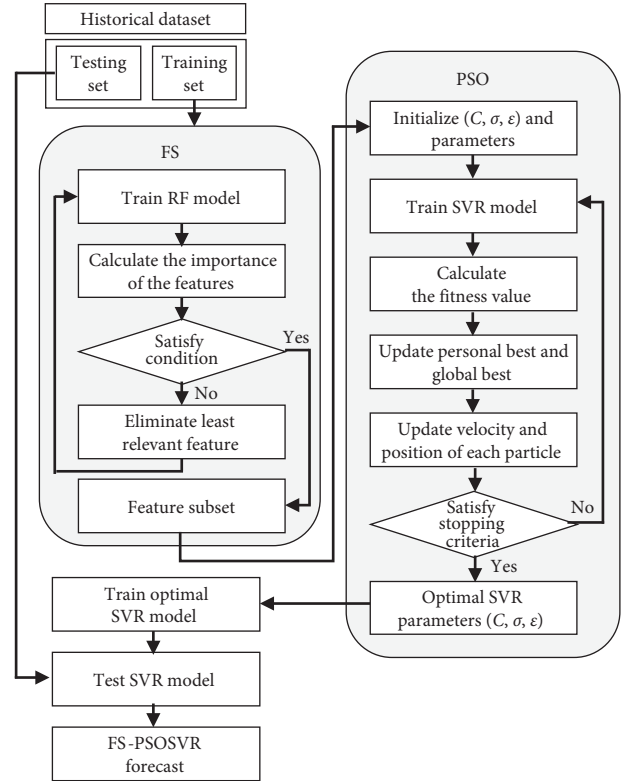 Historical dataset
Testing
set
Training
set
FS
Train RF model
Calculate the importance
of the features
Satisfy
condition
Yes
No
Eliminate least
relevant feature
Feature subset
PSO
Initialize (C, σ, ε) and
parameters
Train SVR model
Calculate
the fitness value
Update personal best and
global best
Update velocity and
position of each particle
Satisfy
stopping
criteria
No
Yes
Optimal SVR
parameters (C, σ, ε)
Train optimal
SVR model
Test SVR model
FS-PSOSVR
forecast